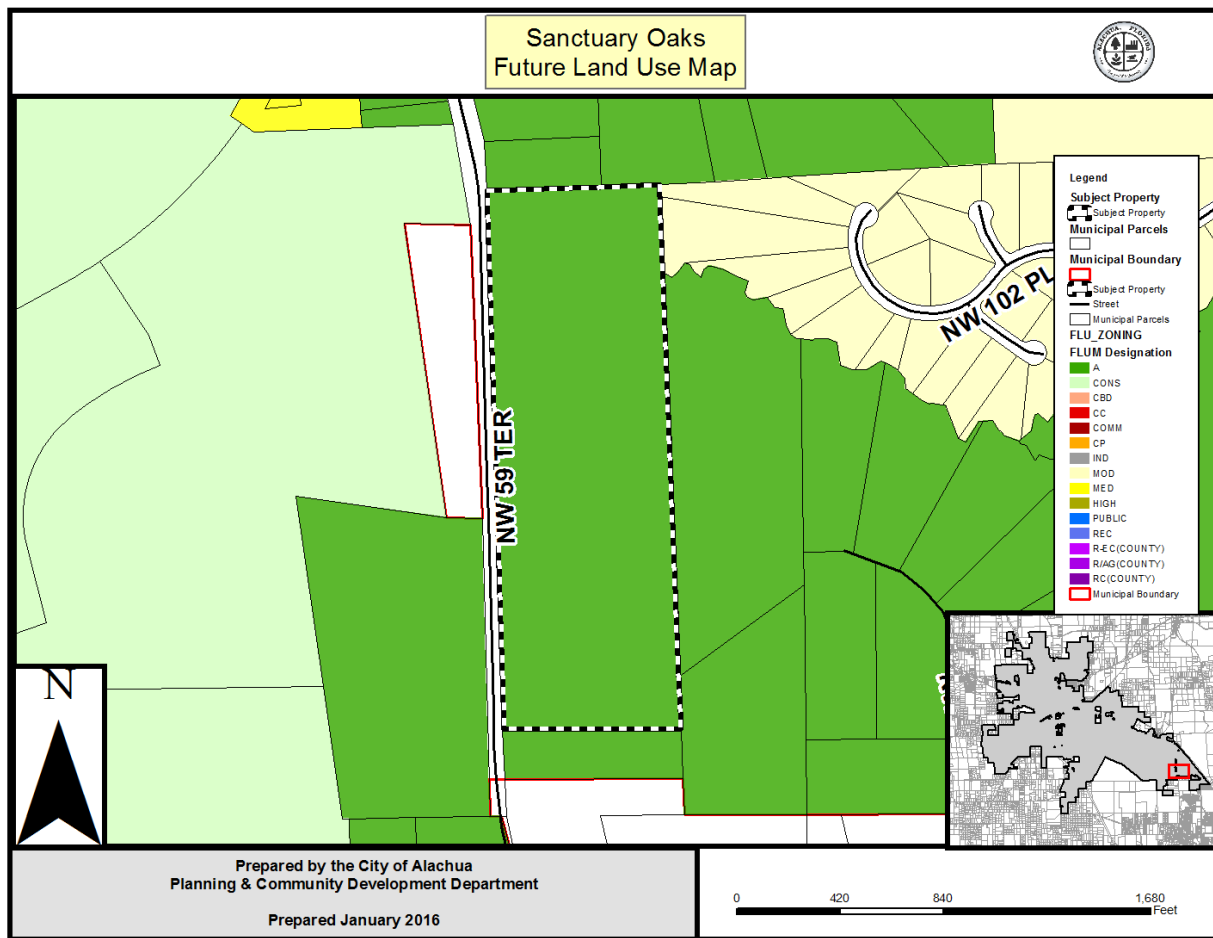 Sanctuary Oaks
Future Land Use Map
ALACHUA, FLORIDA
NW 59 TER
NW 102 PL
Legend
Subject Property
Subject Property
Municipal Parcels
Municipal Boundary
Subject Property
Street
Municipal Parcels
FLU_ZONING
FLUM Designation
A
CONS
CBD
CC
COMM
CP
IND
MOD
MED
HIGH
PUBLIC
REC
R-EC(COUNTY)
R/AG(COUNTY)
RC(COUNTY)
Municipal Boundary
N
Prepared by the City of Alachua
Planning & Community Development Department
Prepared January 2016
0 420 840 1,680
Feet